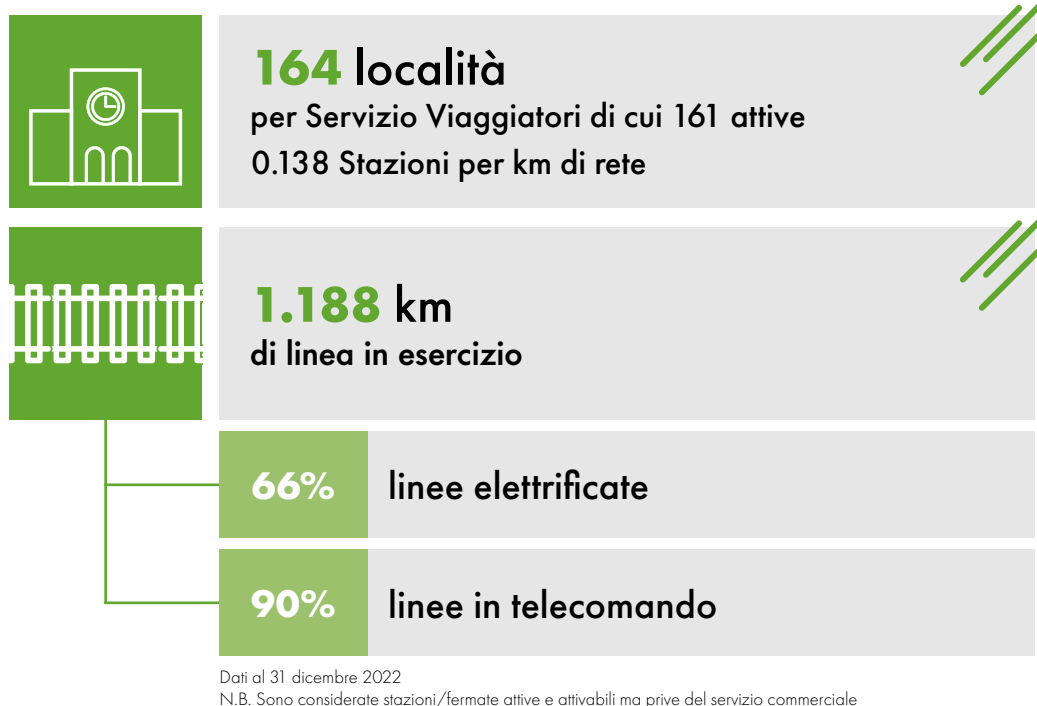 164 località
per Servizio Viaggiatori di cui 161 attive
0.138 Stazioni per km di rete
1.188 km
di linea in esercizio
66% linee elettrificate
90% linee in telecomando
Dati al 31 dicembre 2022
N.B. Sono considerate stazioni/fermate attive e attivabili ma prive del servizio commerciale